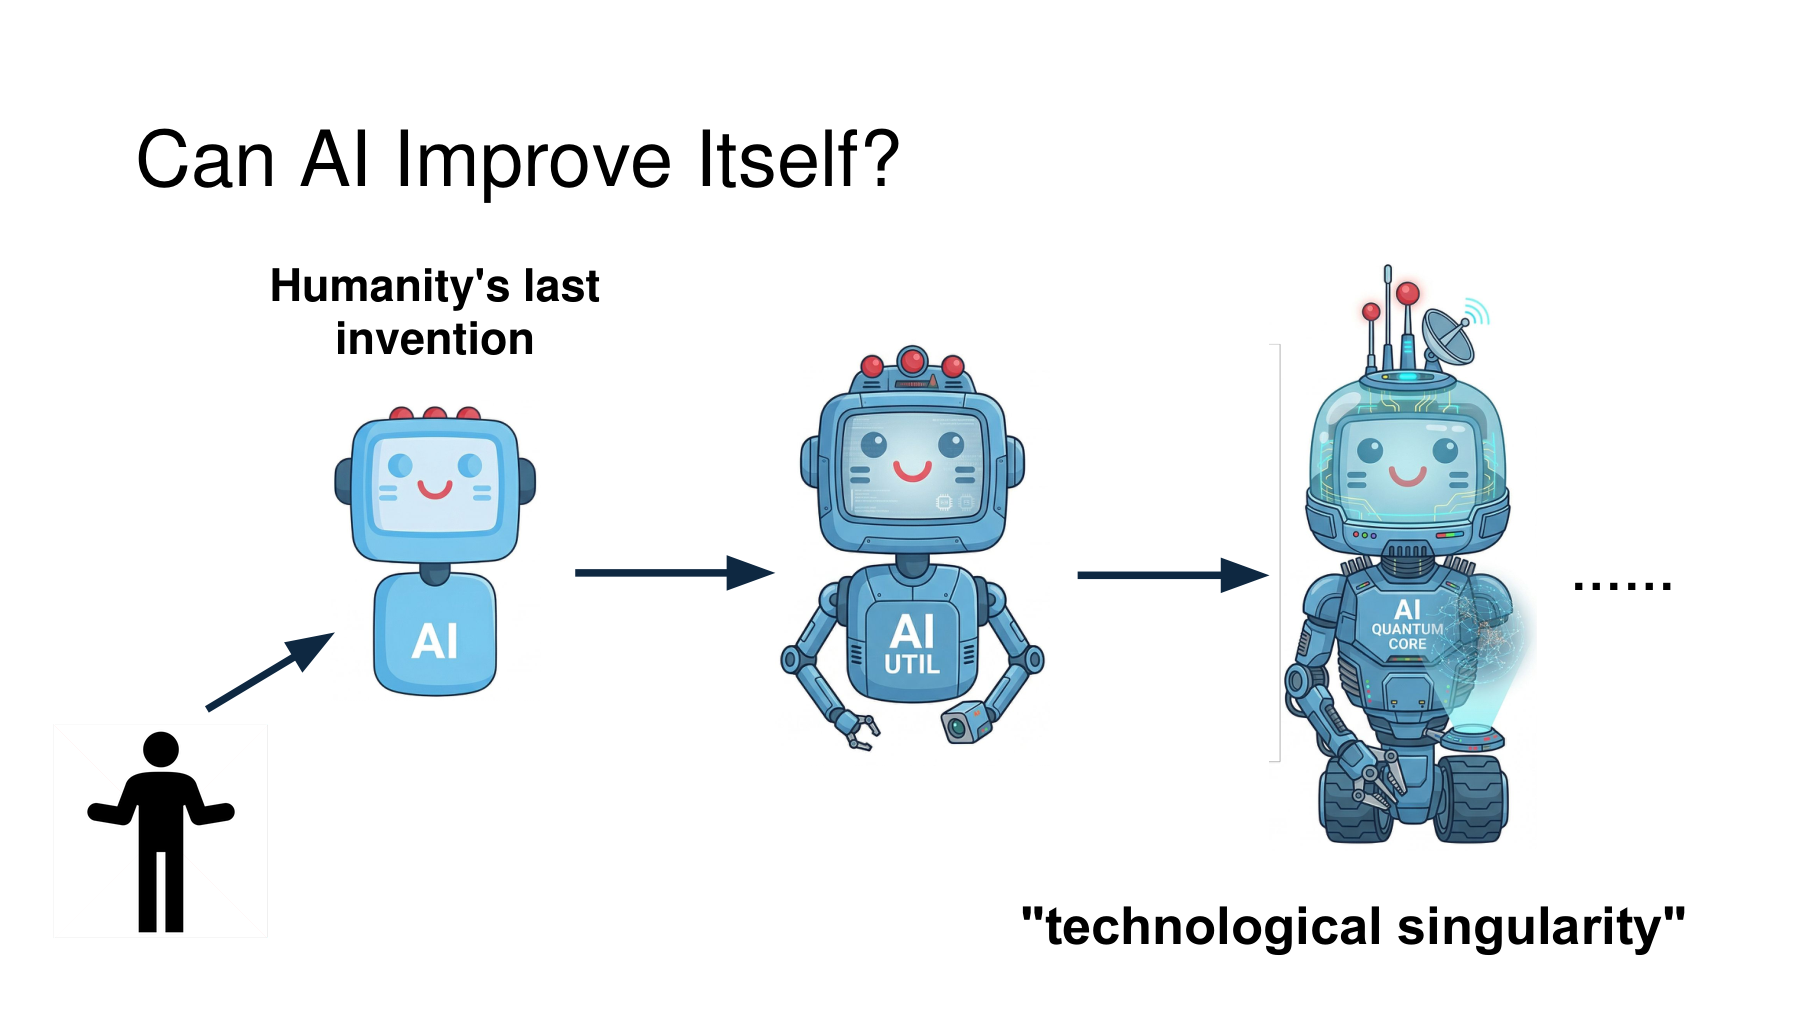 Can AI Improve Itself?
Humanity's last
invention
AI
AI
UTIL
AI
QUANTUM
CORE
......
"technological singularity"